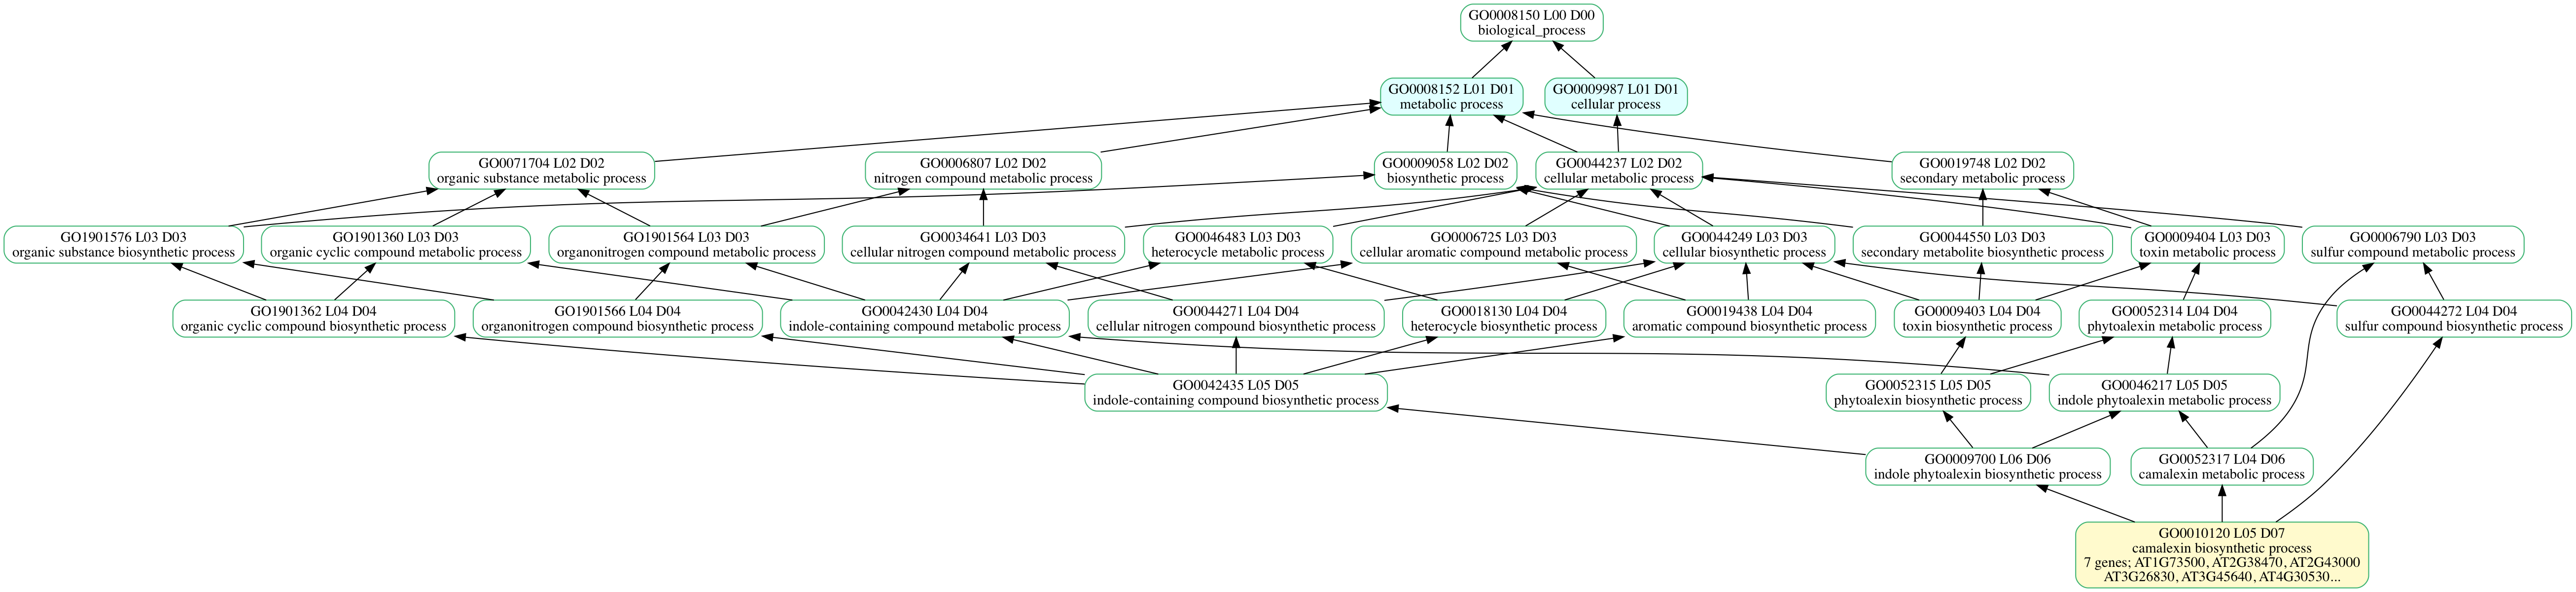 GO0008150 L00 D00
biological_process
GO0008152 L01 D01
metabolic process
GO0009987 L01 D01
cellular process
GO0071704 L02 D02
organic substance metabolic process
GO0006807 L02 D02
nitrogen compound metabolic process
GO0009058 L02 D02
biosynthetic process
GO0044237 L02 D02
cellular metabolic process
GO0019748 L02 D02
secondary metabolic process
GO1901576 L03 D03
organic substance biosynthetic process
GO1901360 L03 D03
organic cyclic compound metabolic process
GO1901564 L03 D03
organonitrogen compound metabolic process
GO0034641 L03 D03
cellular nitrogen compound metabolic process
GO0046483 L03 D03
heterocycle metabolic process
GO0006725 L03 D03
cellular aromatic compound metabolic process
GO0044249 L03 D03
cellular biosynthetic process
GO0044550 L03 D03
secondary metabolite biosynthetic process
GO0009404 L03 D03
toxin metabolic process
GO0006790 L03 D03
sulfur compound metabolic process
GO1901362 L04 D04
organic cyclic compound biosynthetic process
GO1901566 L04 D04
organonitrogen compound biosynthetic process
GO0042430 L04 D04
indole-containing compound metabolic process
GO0044271 L04 D04
cellular nitrogen compound biosynthetic process
GO0018130 L04 D04
heterocycle biosynthetic process
GO0019438 L04 D04
aromatic compound biosynthetic process
GO0009403 L04 D04
toxin biosynthetic process
GO0052314 L04 D04
phytoalexin metabolic process
GO0044272 L04 D04
sulfur compound biosynthetic process
GO0042435 L05 D05
indole-containing compound biosynthetic process
GO0052315 L05 D05
phytoalexin biosynthetic process
GO0046217 L05 D05
indole phytoalexin metabolic process
GO0009700 L06 D06
indole phytoalexin biosynthetic process
GO0052317 L04 D06
camalexin metabolic process
GO0010120 L05 D07
camalexin biosynthetic process
7 genes; AT1G73500, AT2G38470, AT2G43000
AT3G26830, AT3G45640, AT4G30530...